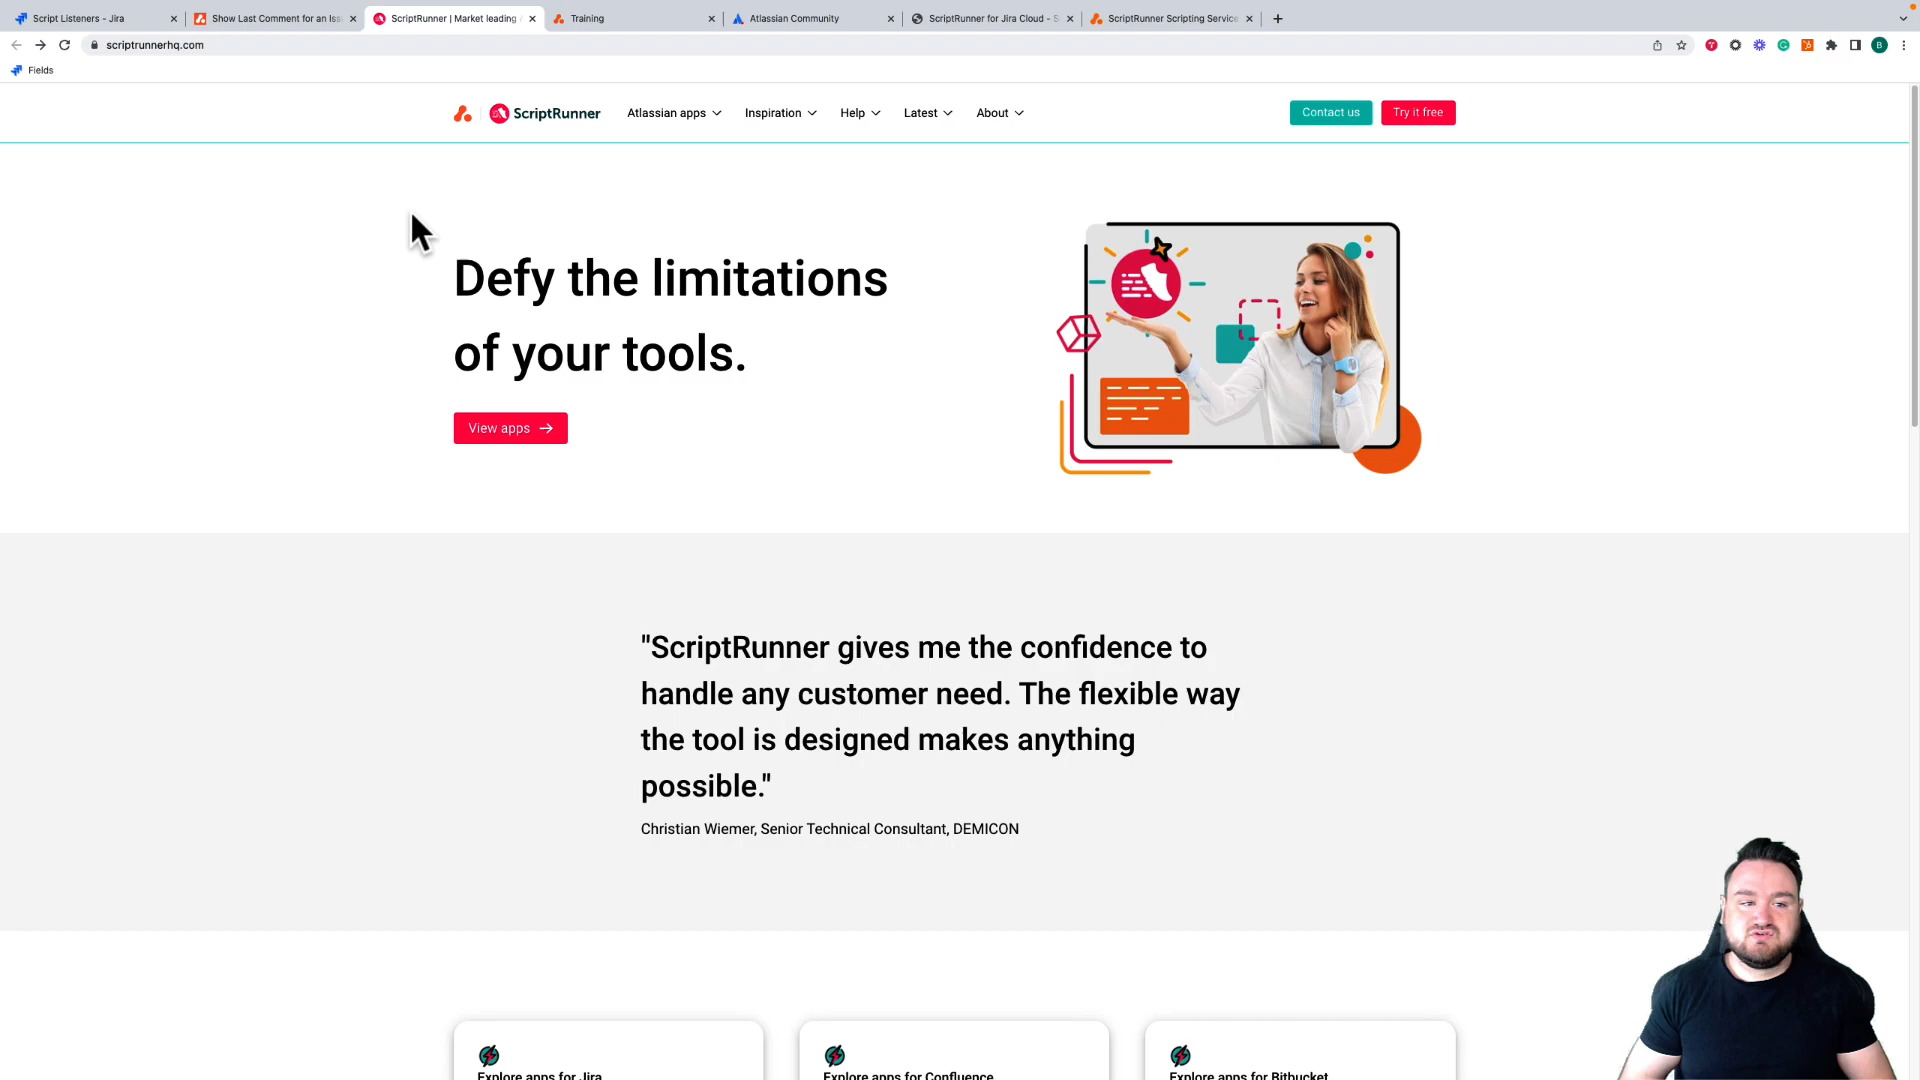 Script Listeners - Jira
Show Last Comment for an Iss
ScriptRunner | Market leading
Training
Atlassian Community
ScriptRunner for Jira Cloud - S
ScriptRunner Scripting Service
scriptrunnerhq.com
B
Fields
ScriptRunner
Atlassian apps
Inspiration
Help
Latest
About
Contact us
Try it free
Defy the limitations
of your tools.
View apps
"ScriptRunner gives me the confidence to
handle any customer need. The flexible way
the tool is designed makes anything
possible."
Christian Wiemer, Senior Technical Consultant, DEMICON
Explore apps for Jira
Explore apps for Confluence
Explore apps for Bitbucket